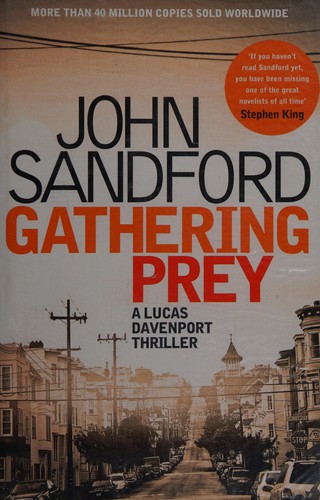 MORE THAN 40 MILLION COPIES SOLD WORLDWIDE
'If you haven't
read Sandford yet,
you have been missing
one of the great
novelists of all time'
Stephen King
JOHN
SANDFORD
GATHERING
PREY
A LUCAS
DAVENPORT
THRILLER
STOP